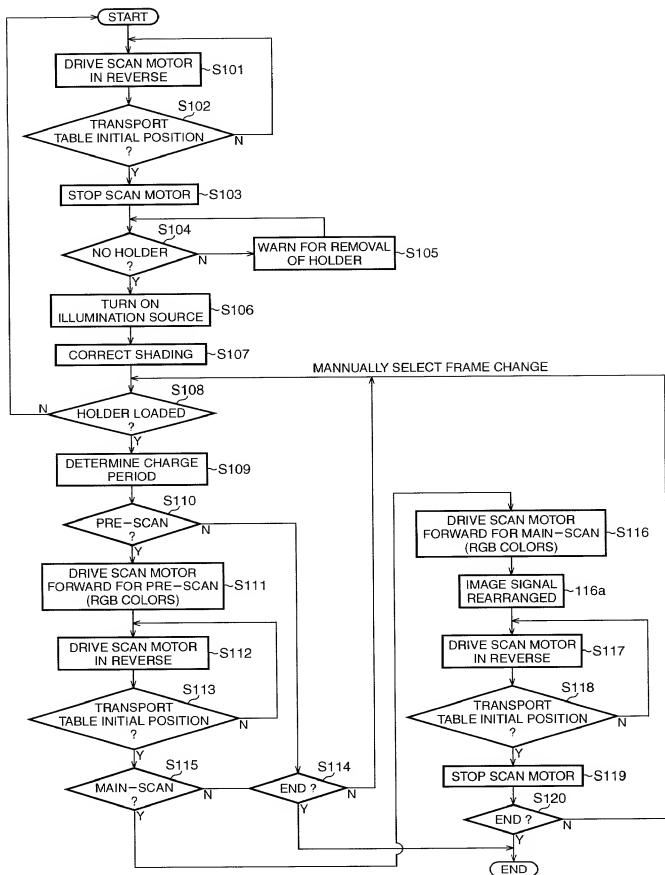 START
DRIVE SCAN MOTOR
IN REVERSE
S101
S102
TRANSPORT
TABLE INITIAL POSITION
?
N
Y
STOP SCAN MOTOR
S103
S104
NO HOLDER
?
N
Y
WARN FOR REMOVAL
OF HOLDER
S105
TURN ON
ILLUMINATION SOURCE
S106
CORRECT SHADING
S107
MANNUALLY SELECT FRAME CHANGE
S108
N
HOLDER LOADED
?
Y
DETERMINE CHARGE
PERIOD
S109
S110
PRE-SCAN
?
N
Y
DRIVE SCAN MOTOR
FORWARD FOR PRE-SCAN
(RGB COLORS)
S111
DRIVE SCAN MOTOR
IN REVERSE
S112
S113
TRANSPORT
TABLE INITIAL POSITION
?
N
Y
S115
MAIN-SCAN
?
N
Y
S114
END ?
N
Y
DRIVE SCAN MOTOR
FORWARD FOR MAIN-SCAN
(RGB COLORS)
S116
IMAGE SIGNAL
REARRANGED
116a
DRIVE SCAN MOTOR
IN REVERSE
S117
S118
TRANSPORT
TABLE INITIAL POSITION
?
N
Y
STOP SCAN MOTOR
S119
S120
END ?
N
Y
END